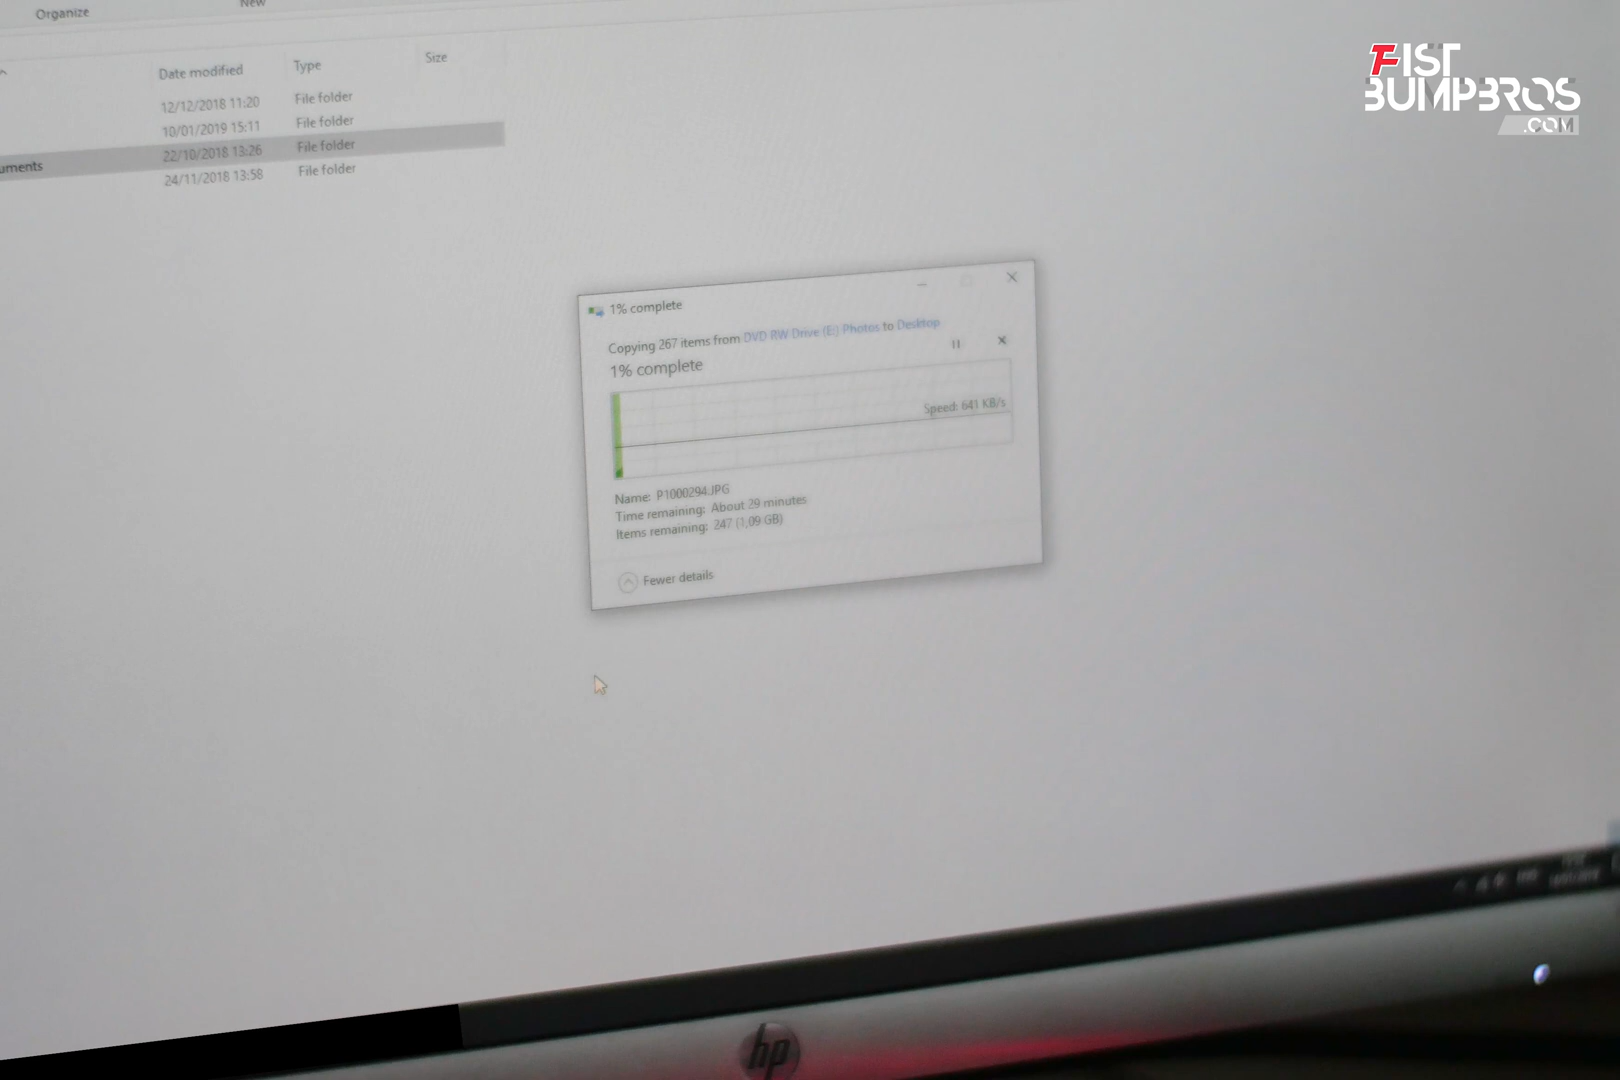 Organize
New
Date modified Type Size
12/12/2018 11:20 File folder
10/01/2019 15:11 File folder
uments 22/10/2018 13:26 File folder
24/11/2018 13:58 File folder
FIST
BUMPBROS
.COM
1% complete
Copying 267 items from DVD RW Drive (E:) Photos to Desktop
1% complete
Speed: 641 KB/s
Name: P1000294.JPG
Time remaining: About 29 minutes
Items remaining: 247 (1,09 GB)
Fewer details
hp